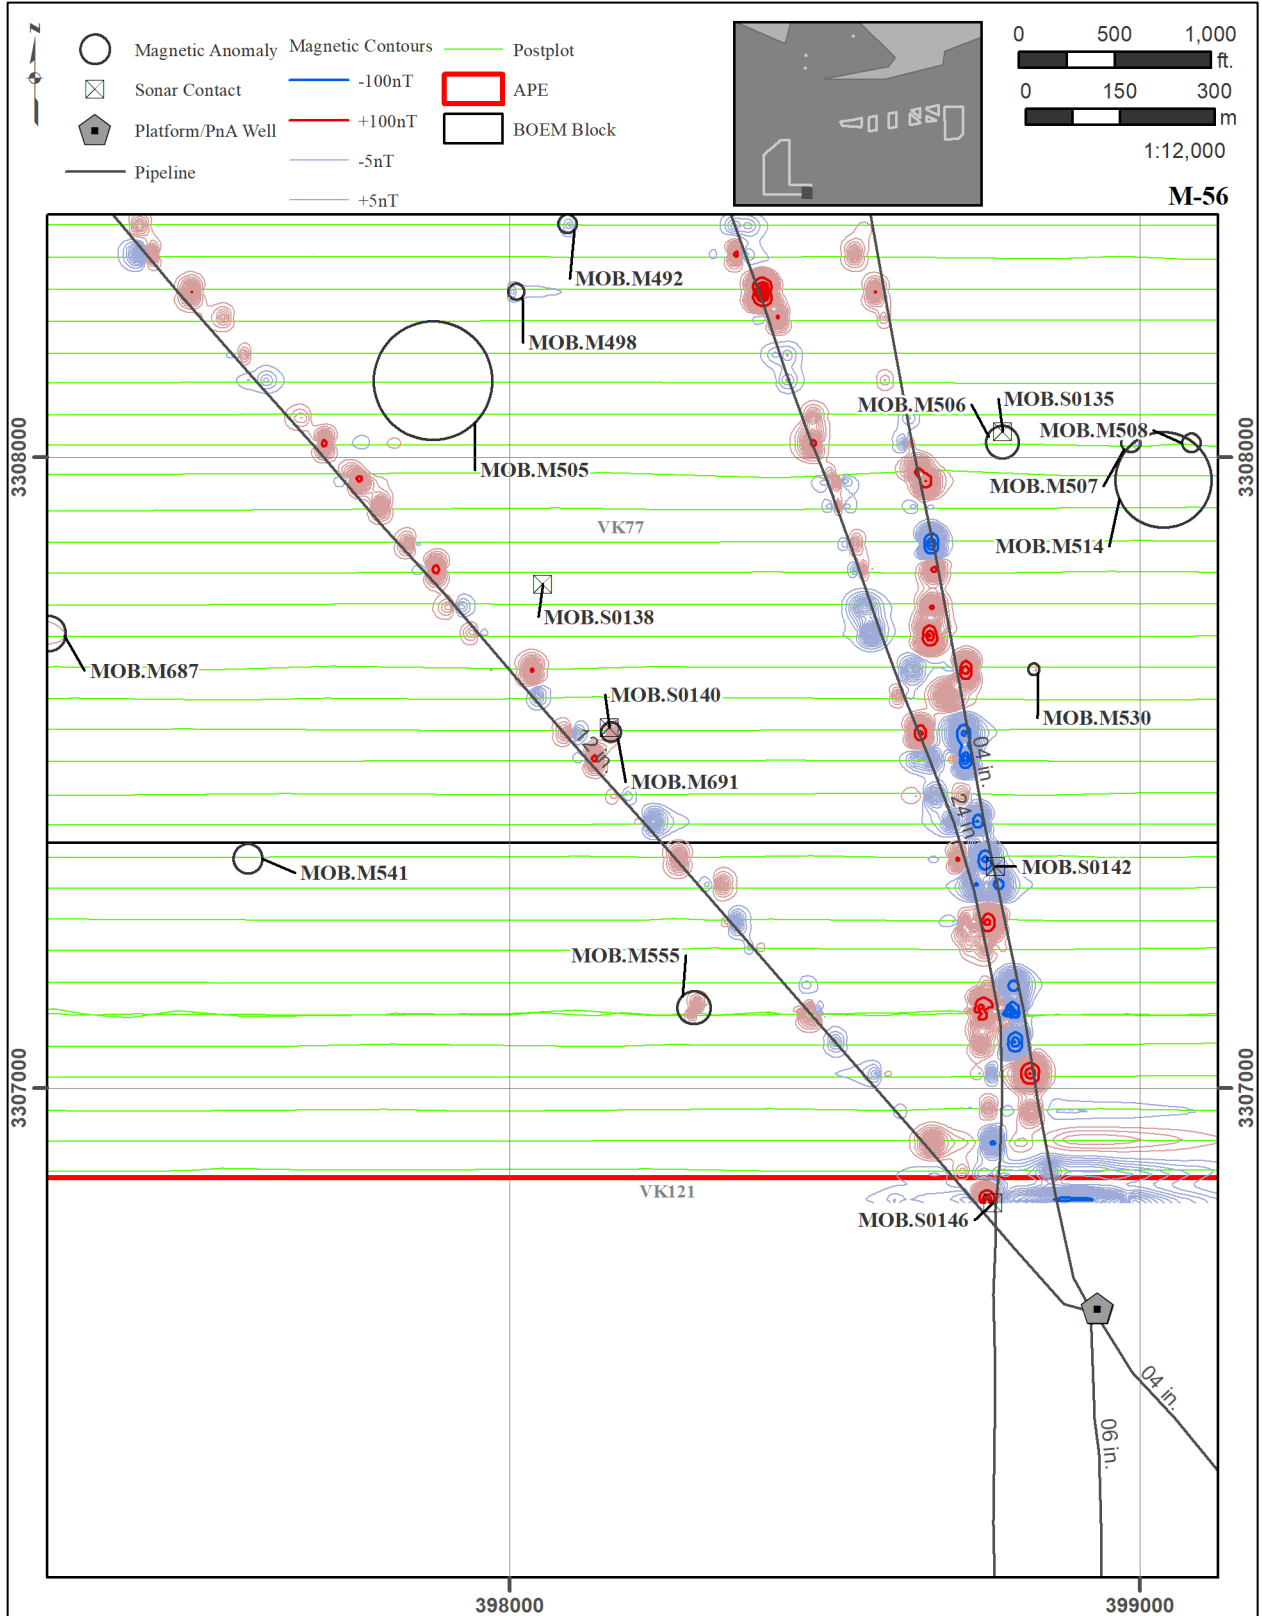 Z
Magnetic Anomaly
Sonar Contact
Platform/PnA Well
Pipeline
Magnetic Contours
-100nT
+100nT
-5nT
+5nT
Postplot
APE
BOEM Block
0 500 1,000
ft.
0 150 300
m
1:12,000
M-56
MOB.M492
MOB.M498
MOB.M505
MOB.M506
MOB.S0135
MOB.M508
MOB.M507
MOB.M514
3308000
3308000
VK77
MOB.S0138
MOB.M687
MOB.S0140
MOB.M530
04 in.
MOB.M691
24 in.
MOB.M541
MOB.S0142
MOB.M555
3307000
3307000
VK121
MOB.S0146
04 in.
06 in.
398000
399000